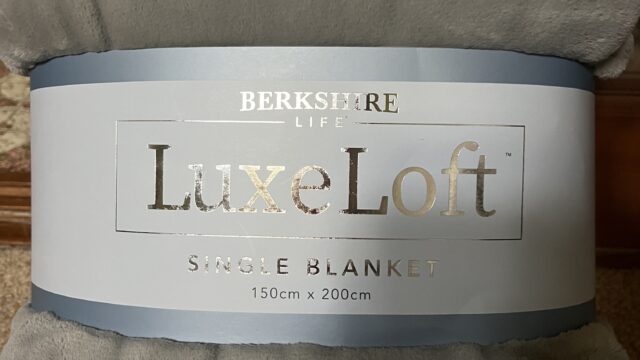 BERKSHIRE
LIFE
LuxeLoft™
SINGLE BLANKET
150cm x 200cm